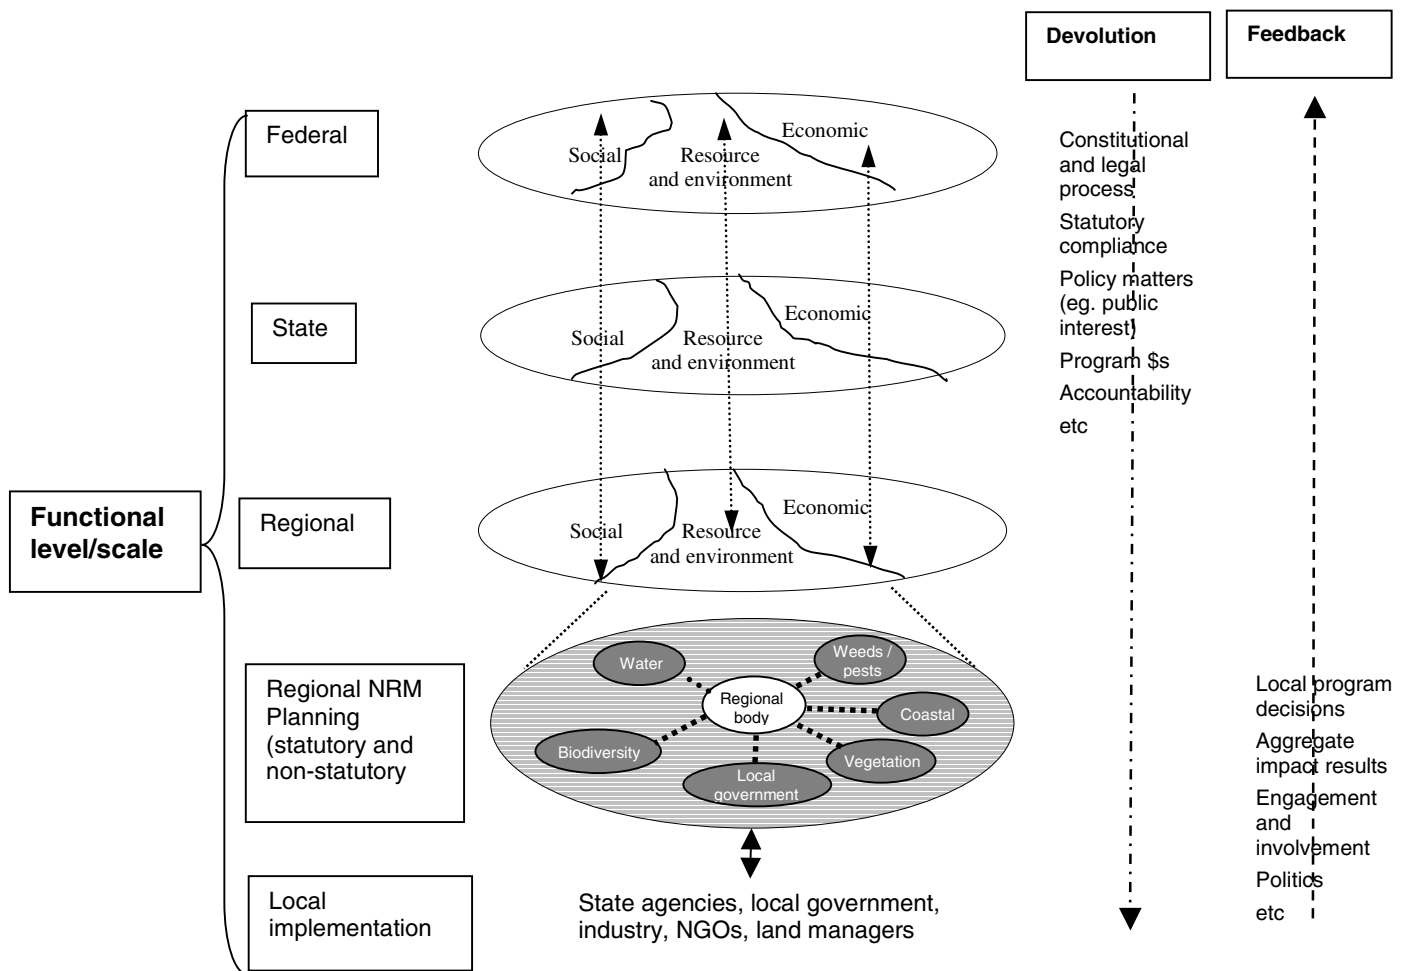 Devolution
Feedback
Federal
Social
Resource
and environment
Economic
Constitutional
and legal
process
Statutory
compliance
Policy matters
(eg. public
interest)
Program $s
Accountability
etc
State
Social
Resource
and environment
Economic
Functional
level/scale
Regional
Social
Resource
and environment
Economic
Regional NRM
Planning
(statutory and
non-statutory
Water
Weeds /
pests
Regional
body
Coastal
Biodiversity
Vegetation
Local
government
Local program
decisions
Aggregate
impact results
Engagement
and
involvement
Politics
etc
Local
implementation
State agencies, local government,
industry, NGOs, land managers